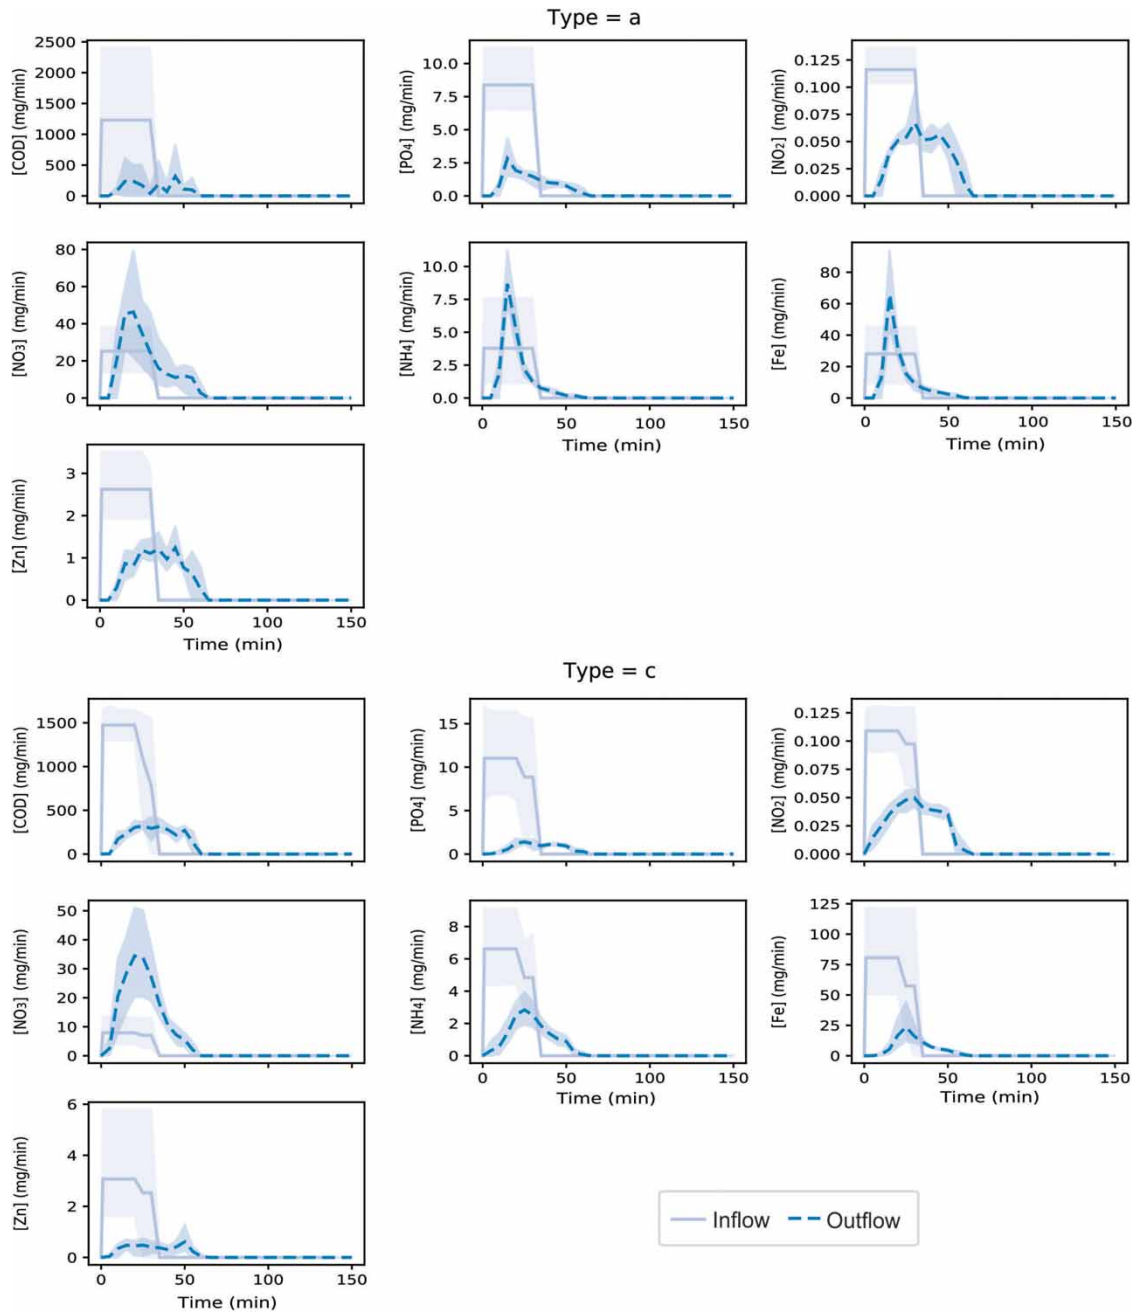 Type = a
[COD] (mg/min)
2500
2000
1500
1000
500
0
[PO4] (mg/min)
10.0
7.5
5.0
2.5
0.0
[NO2] (mg/min)
0.125
0.100
0.075
0.050
0.025
0.000
[NO3] (mg/min)
80
60
40
20
0
[NH4] (mg/min)
10.0
7.5
5.0
2.5
0.0
0 50 100 150
Time (min)
[Fe] (mg/min)
80
60
40
20
0
0 50 100 150
Time (min)
[Zn] (mg/min)
3
2
1
0
0 50 100 150
Time (min)
Type = c
[COD] (mg/min)
1500
1000
500
0
[PO4] (mg/min)
15
10
5
0
[NO2] (mg/min)
0.125
0.100
0.075
0.050
0.025
0.000
[NO3] (mg/min)
50
40
30
20
10
0
[NH4] (mg/min)
8
6
4
2
0
0 50 100 150
Time (min)
[Fe] (mg/min)
125
100
75
50
25
0
0 50 100 150
Time (min)
[Zn] (mg/min)
6
4
2
0
0 50 100 150
Time (min)
Inflow Outflow